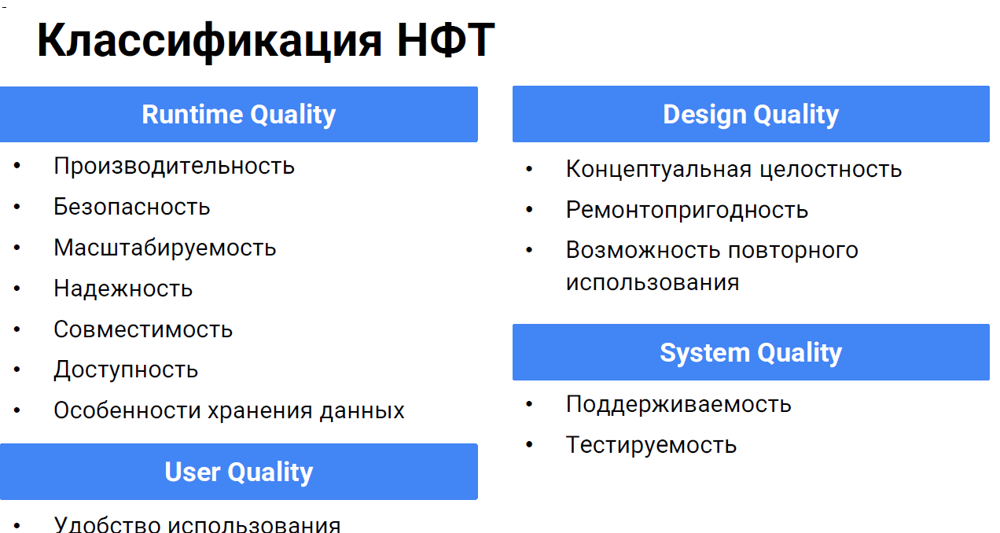 Классификация НФТ
Runtime Quality
• Производительность
• Безопасность
• Масштабируемость
• Надежность
• Совместимость
• Доступность
• Особенности хранения данных
User Quality
• Удобство использования
Design Quality
• Концептуальная целостность
• Ремонтопригодность
• Возможность повторного
использования
System Quality
• Поддерживаемость
• Тестируемость